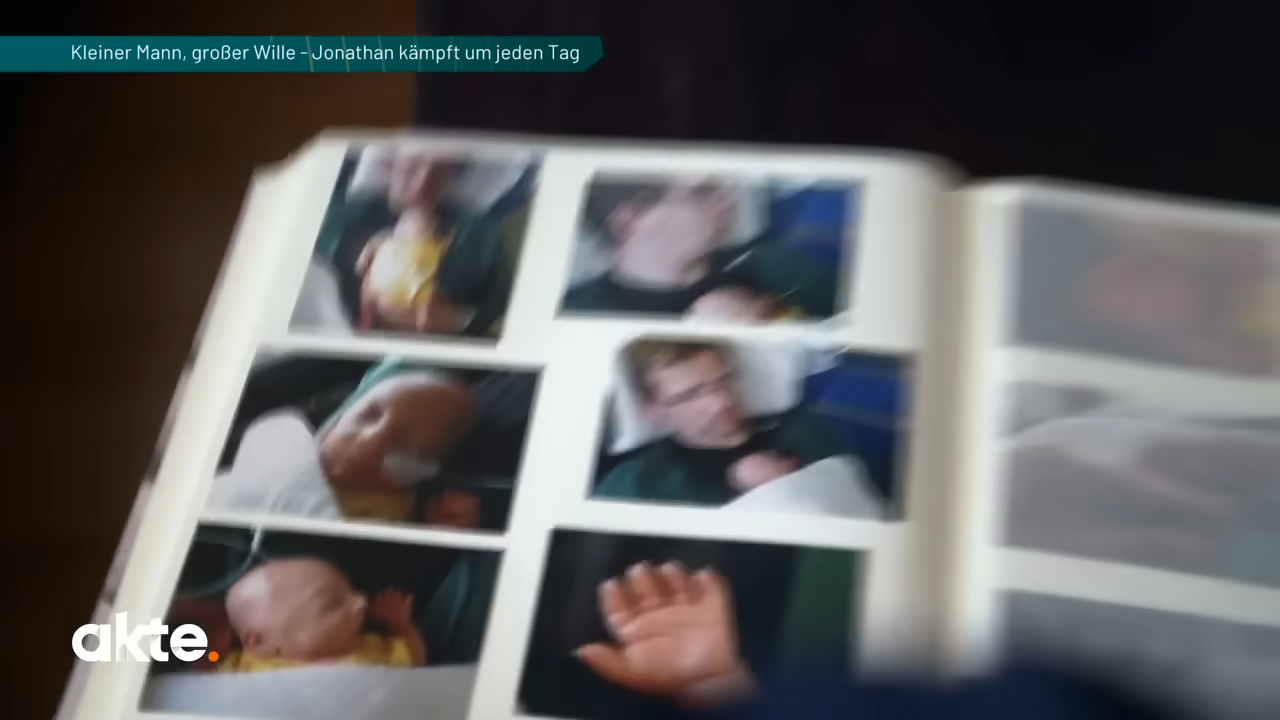 Kleiner Mann, großer Wille - Jonathan kämpft um jeden Tag
akte.